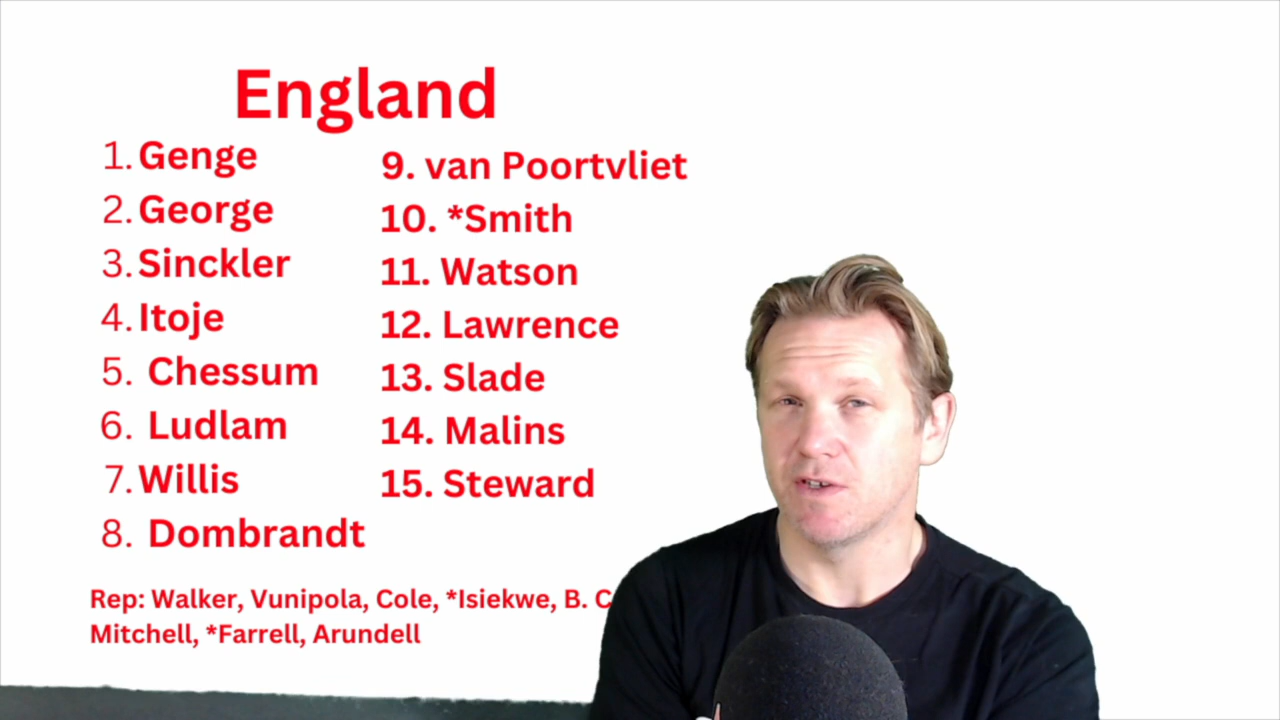 England
1. Genge
2. George
3. Sinckler
4. Itoje
5. Chessum
6. Ludlam
7. Willis
8. Dombrandt
9. van Poortvliet
10. *Smith
11. Watson
12. Lawrence
13. Slade
14. Malins
15. Steward
Rep: Walker, Vunipola, Cole, *Isiekwe, B. C
Mitchell, *Farrell, Arundell